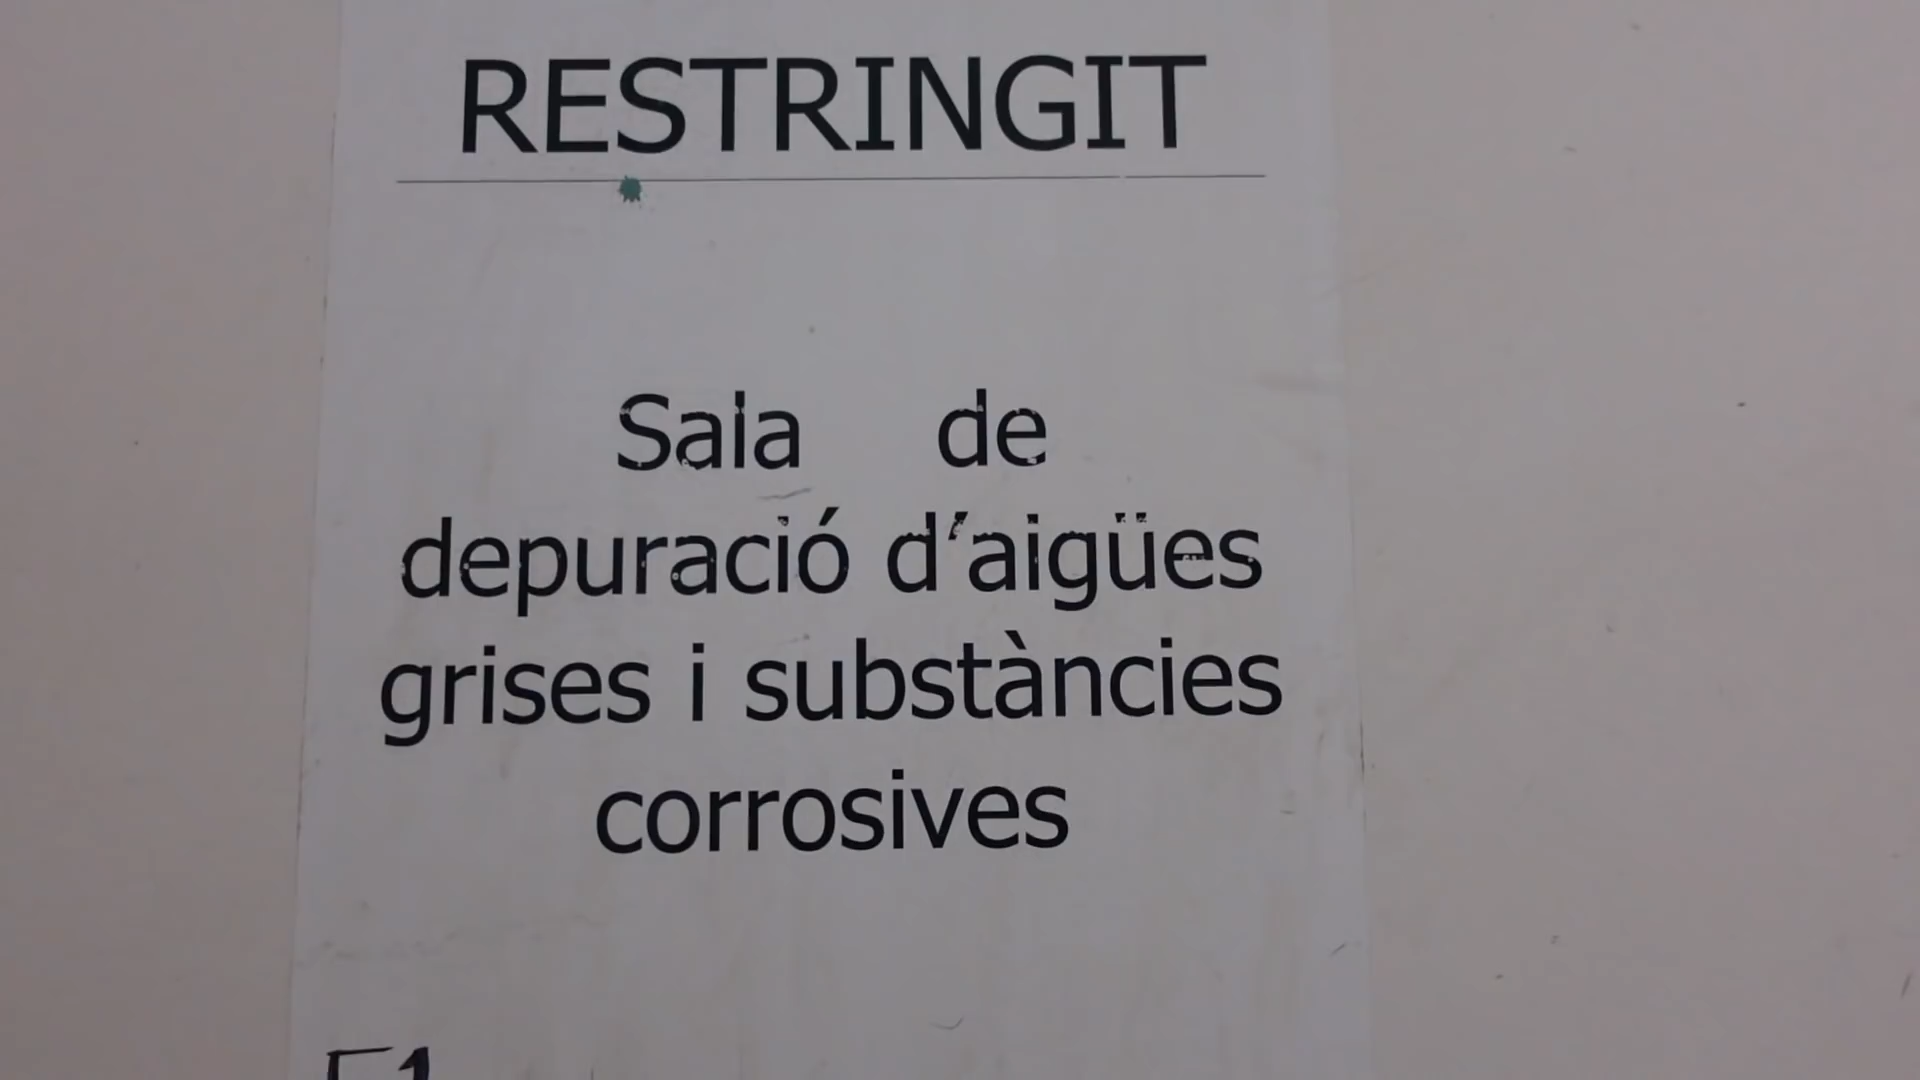 RESTRINGIT
Sala de
depuració d´aigües
grises i substàncies
corrosives